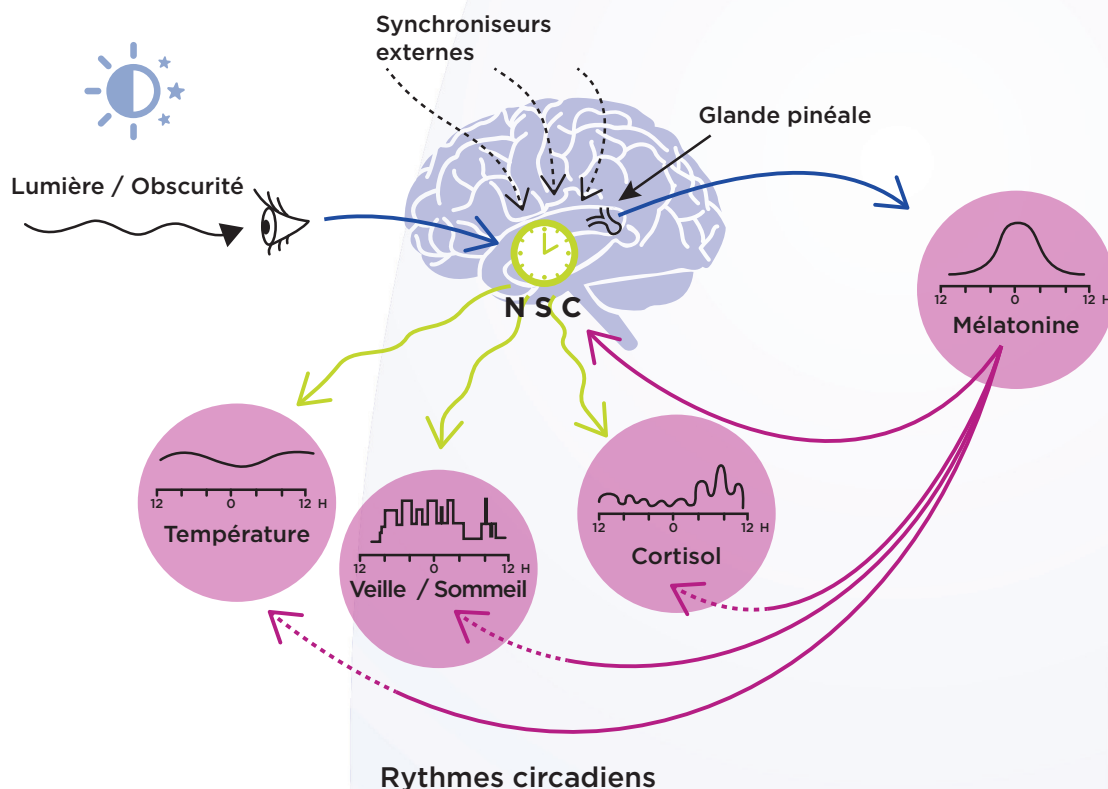 Synchroniseurs
externes
Glande pinéale
Lumière / Obscurité
N S C
12 0 12 H
Mélatonine
12 0 12 H
Température
12 0 12 H
Veille / Sommeil
12 0 12 H
Cortisol
Rythmes circadiens